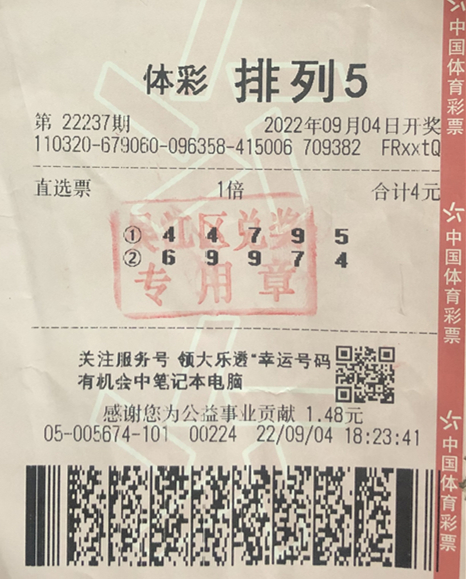 体彩 排列5
第 22237期 2022年09月04日开奖
110320-679060-096358-415006 709382 FRxxtQ
直选票 1倍 合计4元
江区兑奖
① 4 4 7 9 5
② 6 9 9 7 4
专用章
关注服务号 领大乐透"幸运号码
有机会中笔记本电脑
感谢您为公益事业贡献 1.48元
05-005674-101 00224 22/09/04 18:23:41
中国体育彩票
中国体育彩票
中国体育彩票